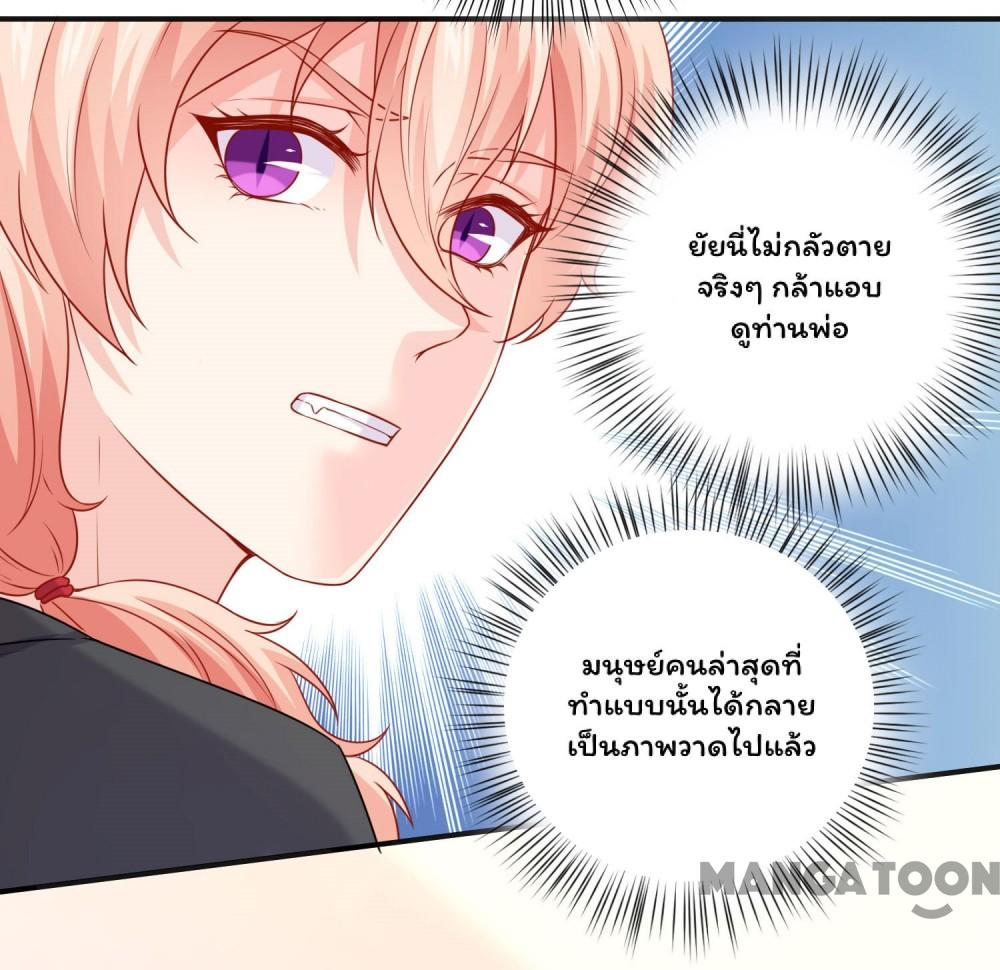 ยัยนี่ไม่กลัวตาย
จริงๆ กล้าแอบ
ดูท่านพ่อ
มนุษย์คนล่าสุดที่
ทำแบบนั้นได้กลาย
เป็นภาพวาดไปแล้ว
MANGATOON